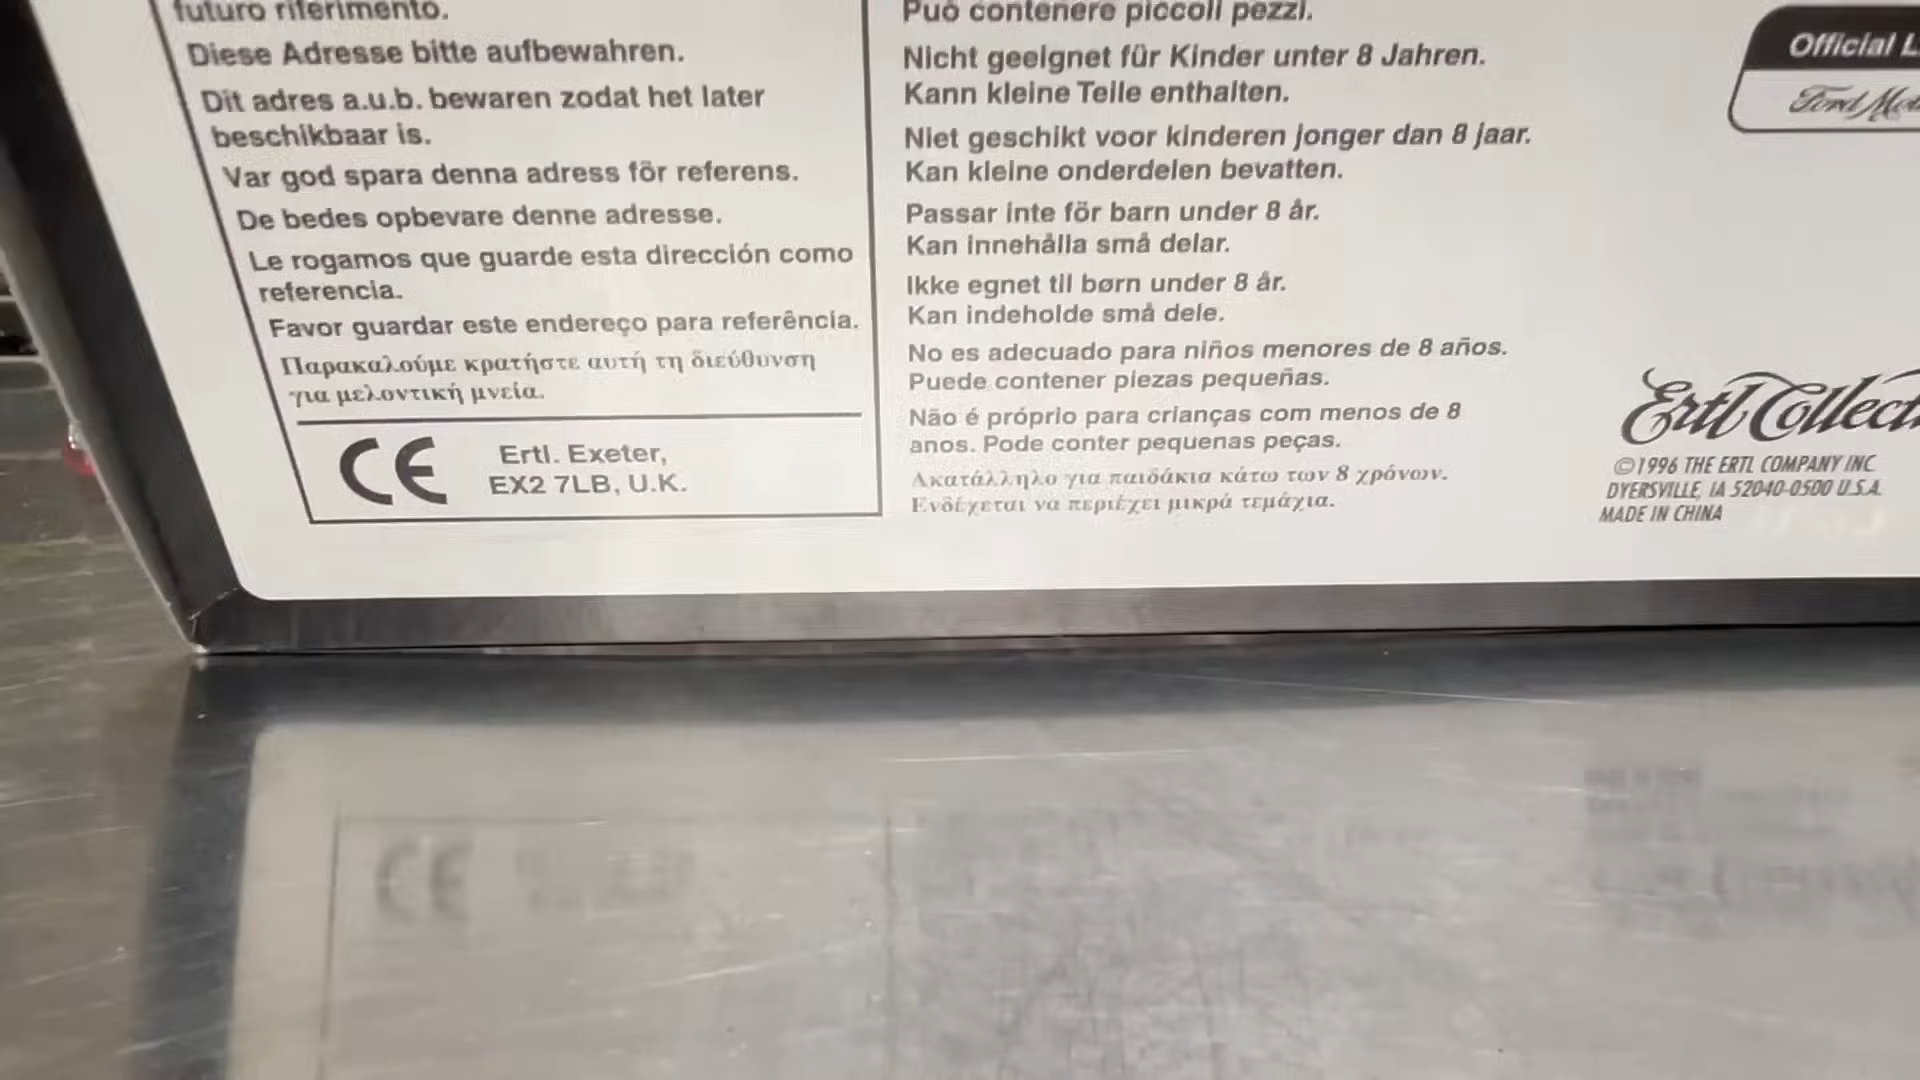 futuro riferimento.
Diese Adresse bitte aufbewahren.
Dit adres a.u.b. bewaren zodat het later
beschikbaar is.
Var god spara denna adress för referens.
De bedes opbevare denne adresse.
Le rogamos que guarde esta dirección como
referencia.
Favor guardar este endereço para referência.
Παρακαλούμε κρατήστε αυτή τη διεύθυνση
για μελοντική μνεία.
CE
Ertl. Exeter,
EX2 7LB, U.K.
Può contenere piccoli pezzi.
Nicht geeignet für Kinder unter 8 Jahren.
Kann kleine Teile enthalten.
Niet geschikt voor kinderen jonger dan 8 jaar.
Kan kleine onderdelen bevatten.
Passar inte för barn under 8 år.
Kan innehålla små delar.
Ikke egnet til børn under 8 år.
Kan indeholde små dele.
No es adecuado para niños menores de 8 años.
Puede contener piezas pequeñas.
Não é próprio para crianças com menos de 8
anos. Pode conter pequenas peças.
Ακατάλληλο για παιδάκια κάτω των 8 χρόνων.
Ενδέχεται να περιέχει μικρά τεμάχια.
Official L
Ford Mot
Ertl Collect
©1996 THE ERTL COMPANY INC
DYERSVILLE, IA 52040-0500 U.S.A.
MADE IN CHINA